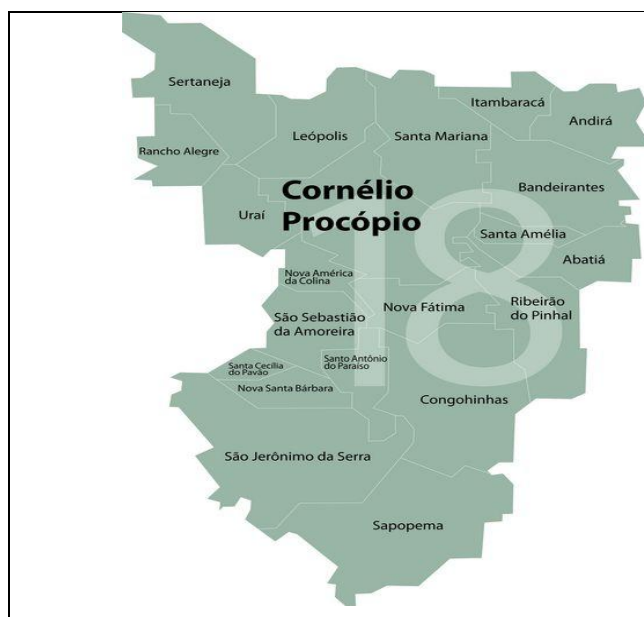 Sertaneja
Itambaracá
Andirá
Leópolis
Santa Mariana
Rancho Alegre
Cornélio
Procópio
Bandeirantes
Uraí
18
Santa Amélia
Abatiá
Nova América
da Colina
Nova Fátima
Ribeirão
do Pinhal
São Sebastião
da Amoreira
Santa Cecília
do Pavão
Santo Antônio
do Paraíso
Nova Santa Bárbara
Congohinhas
São Jerônimo da Serra
Sapopema